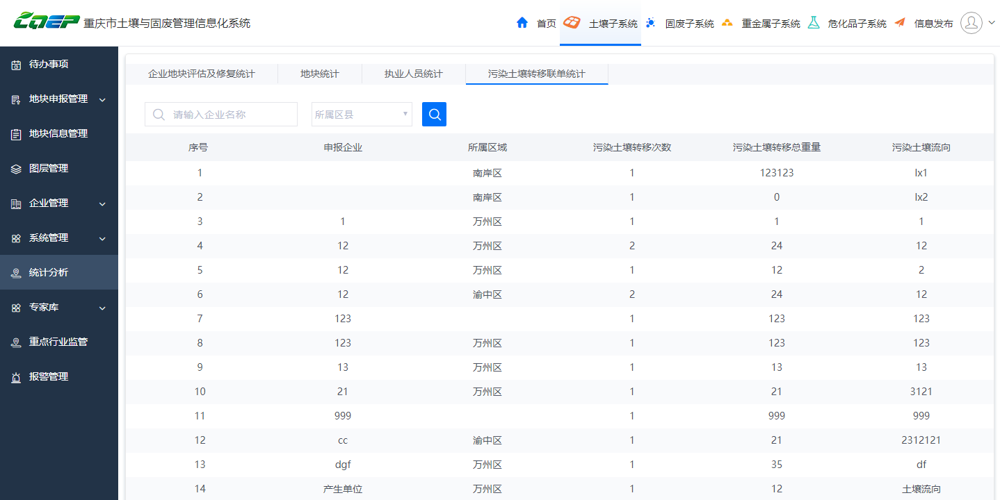 CQEP 重庆市土壤与固废管理信息化系统 首页 土壤子系统 固废子系统 重金属子系统 危化品子系统 信息发布
待办事项
地块申报管理
地块信息管理
图层管理
企业管理
系统管理
统计分析
专家库
重点行业监管
报警管理
企业地块评估及修复统计 地块统计 执业人员统计 污染土壤转移联单统计
请输入企业名称 所属区县
序号 申报企业 所属区域 污染土壤转移次数 污染土壤转移总重量 污染土壤流向
1 南岸区 1 123123 lx1
2 南岸区 1 0 lx2
3 1 万州区 1 1 1
4 12 万州区 2 24 12
5 12 万州区 1 12 2
6 12 渝中区 2 24 12
7 123 1 123 123
8 123 万州区 1 123 123
9 13 万州区 1 13 13
10 21 万州区 1 21 3121
11 999 1 999 999
12 cc 渝中区 1 21 2312121
13 dgf 万州区 1 35 df
14 产生单位 万州区 1 12 土壤流向